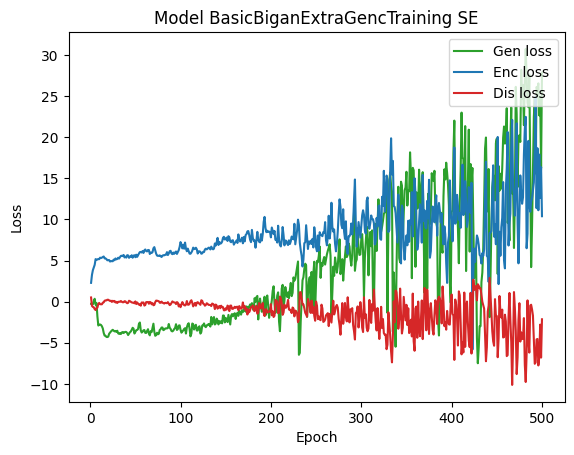 Model BasicBiganExtraGencTraining SE
Gen loss
Enc loss
Dis loss
Loss
30
25
20
15
10
5
0
−5
−10
0
100
200
300
400
500
Epoch